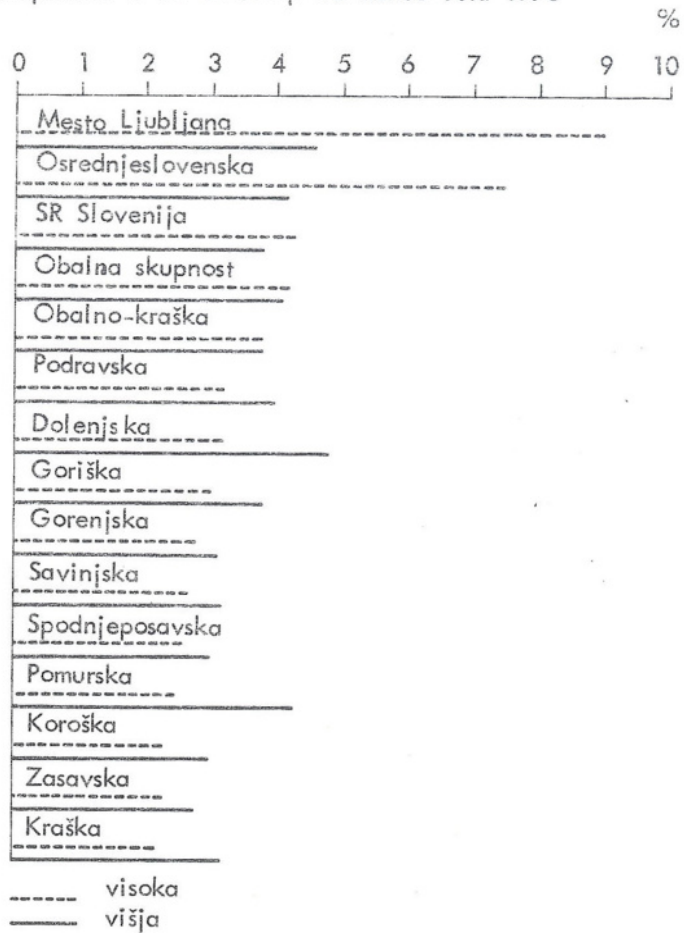 %
0 1 2 3 4 5 6 7 8 9 10
Mesto Ljubljana
Osrednjeslovenska
SR Slovenija
Obalna skupnost
Obalno-kraška
Podravska
Dolenjska
Goriška
Gorenjska
Savinjska
Spodnjeposavska
Pomurska
Koroška
Zasavska
Kraška
visoka
višja